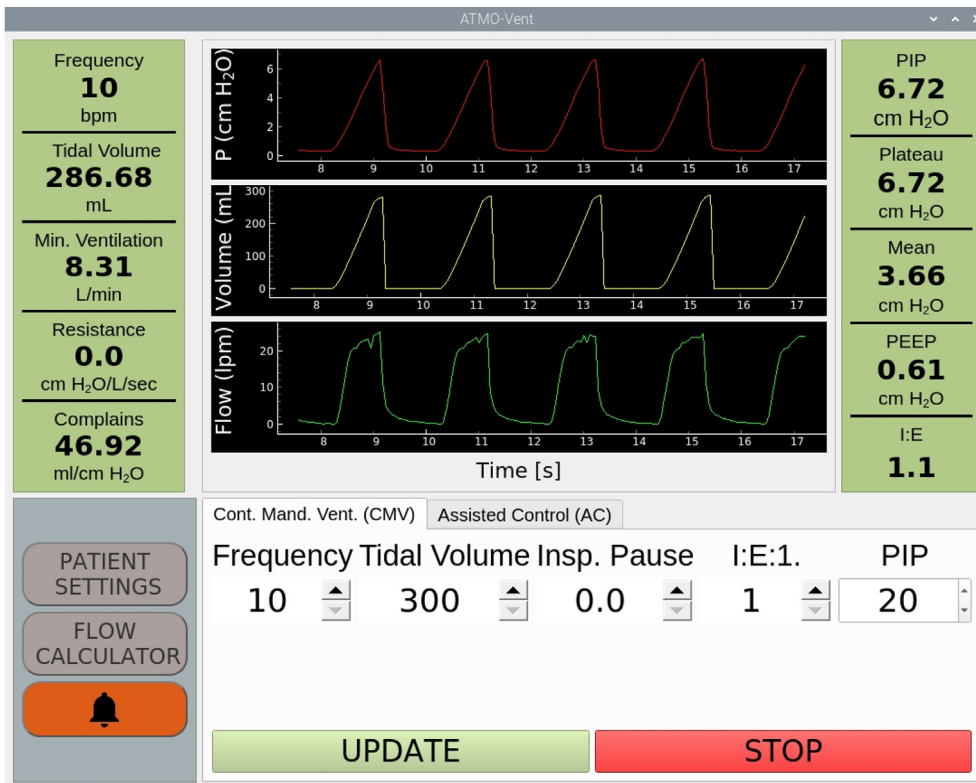 ATMO-Vent
Frequency
10
bpm
Tidal Volume
286.68
mL
Min. Ventilation
8.31
L/min
Resistance
0.0
cm H₂O/L/sec
Complains
46.92
ml/cm H₂O
P (cm H₂O)
6
4
2
0
8 9 10 11 12 13 14 15 16 17
Volume (mL
300
200
100
0
8 9 10 11 12 13 14 15 16 17
Flow (lpm)
20
10
0
8 9 10 11 12 13 14 15 16 17
Time [s]
PIP
6.72
cm H₂O
Plateau
6.72
cm H₂O
Mean
3.66
cm H₂O
PEEP
0.61
cm H₂O
I:E
1.1
PATIENT
SETTINGS
FLOW
CALCULATOR
Cont. Mand. Vent. (CMV) Assisted Control (AC)
Frequency Tidal Volume Insp. Pause I:E:1. PIP
10 300 0.0 1 20
UPDATE STOP